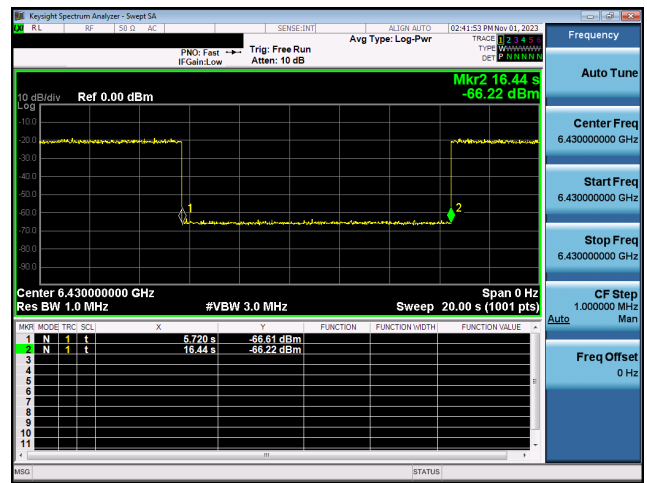 Keysight Spectrum Analyzer - Swept SA
RL RF 50 Ω AC SENSE:INT ALIGN AUTO 02:41:53 PM Nov 01, 2023
Frequency
PNO: Fast Trig: Free Run Avg Type: Log-Pwr TRACE 1 2 3 4 5 6
IFGain:Low Atten: 10 dB TYPE W
DET P N N N N N
Auto Tune
Mkr2 16.44 s
-66.22 dBm
10 dB/div Ref 0.00 dBm
Log
-10.0
-20.0
-30.0
-40.0
-50.0
-60.0
-70.0
-80.0
-90.0
1
2
Center 6.430000000 GHz Span 0 Hz
Res BW 1.0 MHz #VBW 3.0 MHz Sweep 20.00 s (1001 pts)
MKR MODE TRC SCL X Y FUNCTION FUNCTION WIDTH FUNCTION VALUE
1 N 1 t 5.720 s -66.61 dBm
2 N 1 t 16.44 s -66.22 dBm
3
4
5
6
7
8
9
10
11
Center Freq
6.430000000 GHz
Start Freq
6.430000000 GHz
Stop Freq
6.430000000 GHz
CF Step
1.000000 MHz
Auto Man
Freq Offset
0 Hz
MSG STATUS